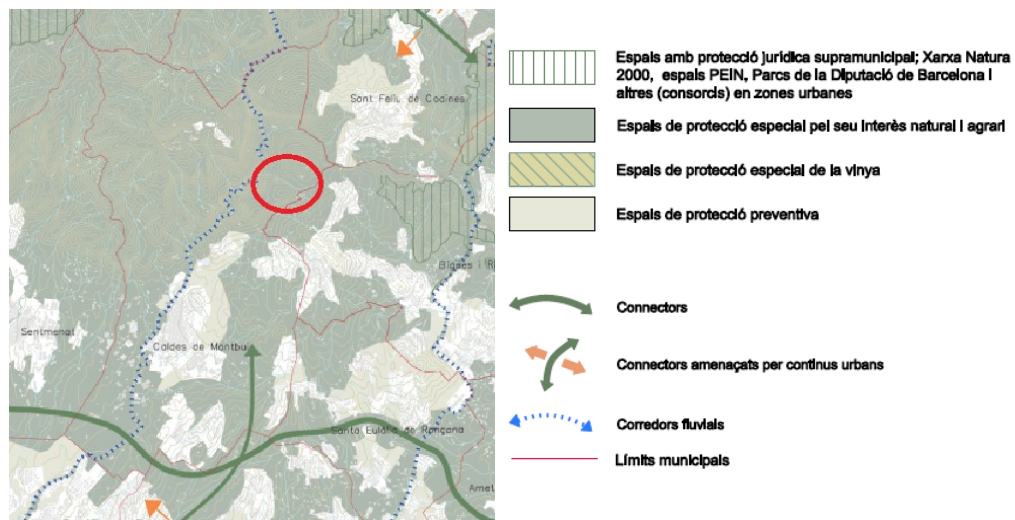 Sant Feliu de Codines
Bigues i R
Sentmenat
Caldes de Montbui
Santa Eulàlia de Ronçana
Amet
Espais amb protecció jurídica supramunicipal; Xarxa Natura
2000, espais PEIN, Parcs de la Diputació de Barcelona i
altres (consorcis) en zones urbanes
Espais de protecció especial pel seu interès natural i agrari
Espais de protecció especial de la vinya
Espais de protecció preventiva
Connectors
Connectors amenaçats per continus urbans
Corredors fluvials
Límits municipals